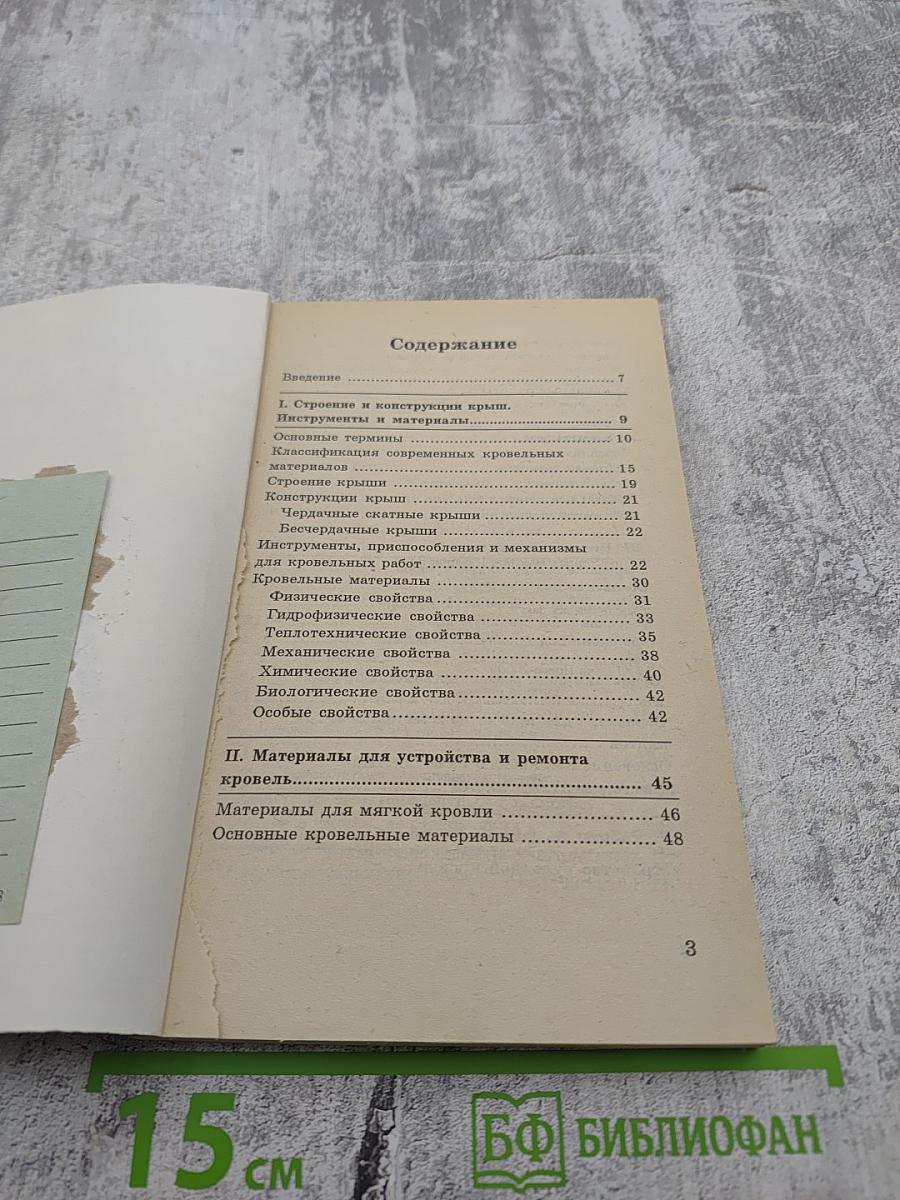 Содержание
Введение ........................................................ 7
I. Строение и конструкции крыш.
Инструменты и материалы.......................................... 9
Основные термины ................................................ 10
Классификация современных кровельных
материалов ...................................................... 15
Строение крыши .................................................. 19
Конструкции крыш ................................................ 21
Чердачные скатные крыши ......................................... 21
Бесчердачные крыши .............................................. 22
Инструменты, приспособления и механизмы
для кровельных работ ............................................ 22
Кровельные материалы ............................................ 30
Физические свойства ............................................. 31
Гидрофизические свойства ........................................ 33
Теплотехнические свойства ....................................... 35
Механические свойства ........................................... 38
Химические свойства ............................................. 40
Биологические свойства .......................................... 42
Особые свойства ................................................. 42
II. Материалы для устройства и ремонта
кровель.......................................................... 45
Материалы для мягкой кровли ..................................... 46
Основные кровельные материалы ................................... 48
3
15 см
БФ БИБЛИОФАН